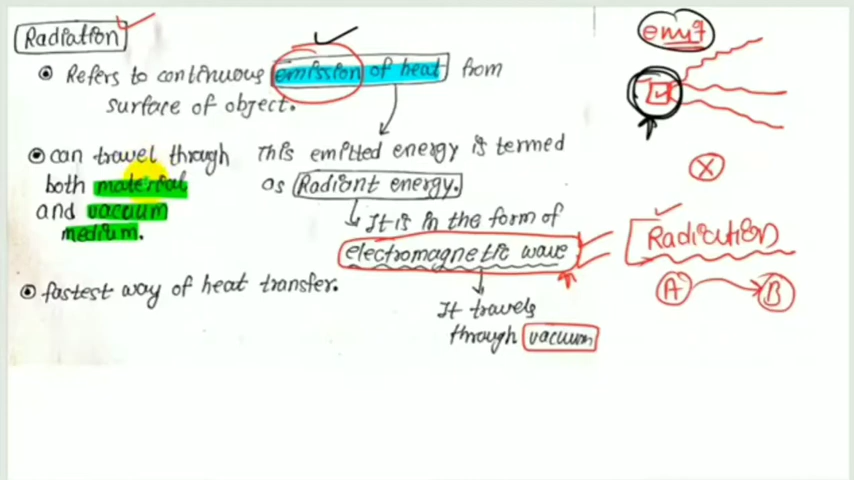 Radiation
Refers to continuous emission of heat from
surface of object.
can travel through
both material
and vacuum
medium.
This emitted energy is termed
as Radiant energy.
It is in the form of
electromagnetic wave
It travels
through vacuum
fastest way of heat transfer.
emit
X
Radiation
A
B